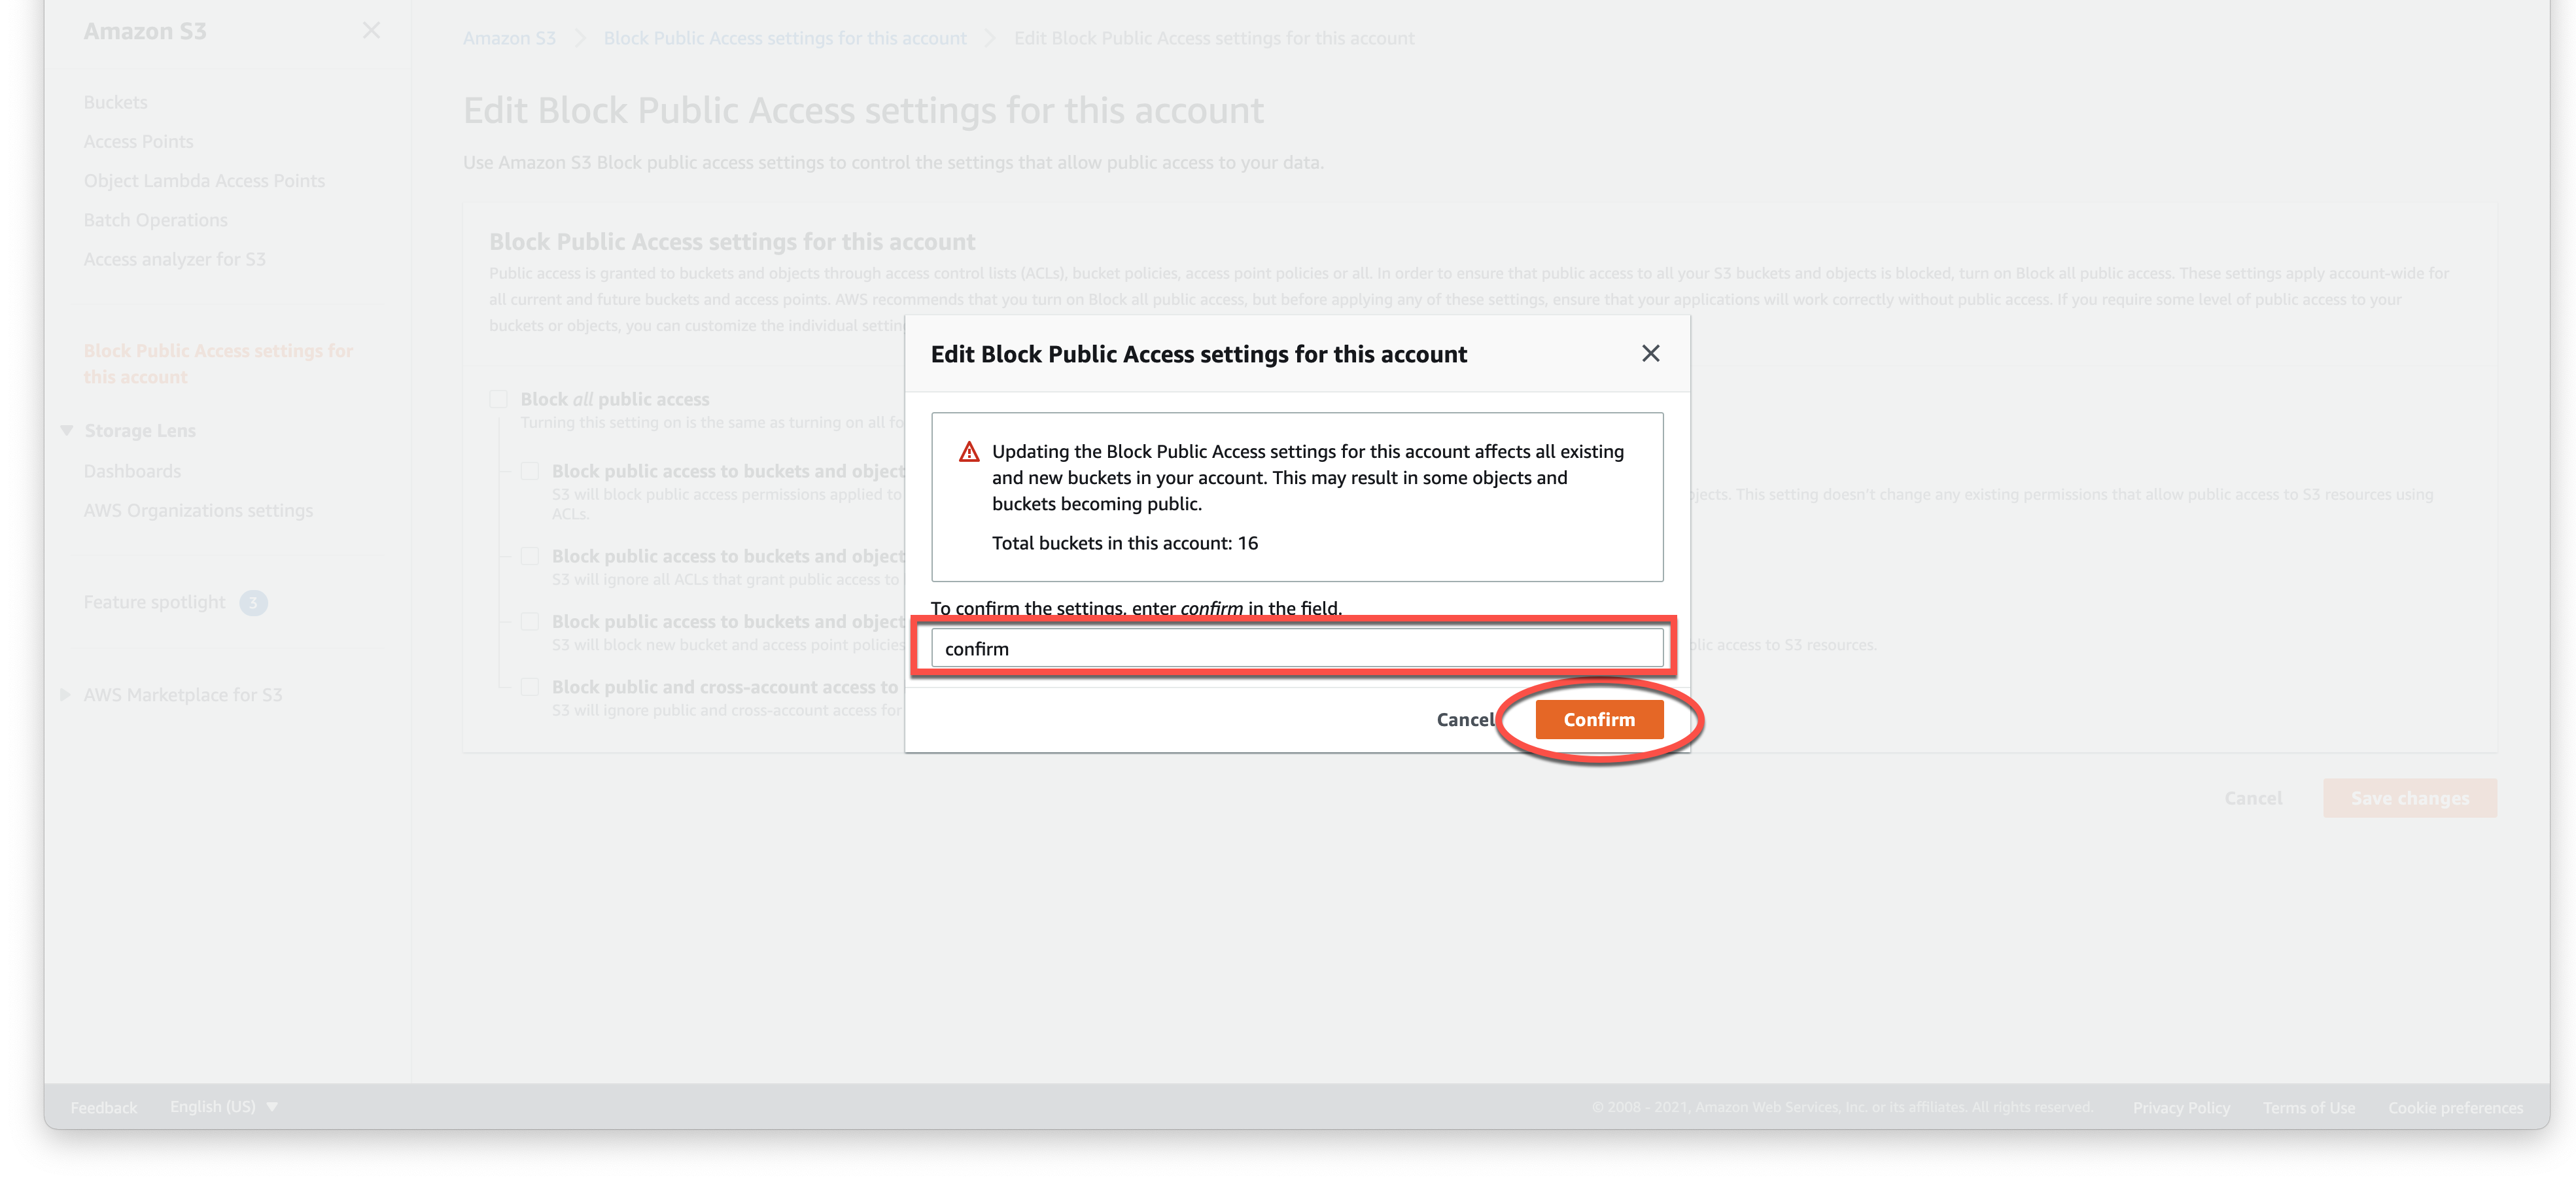 Amazon S3
Buckets
Access Points
Object Lambda Access Points
Batch Operations
Access analyzer for S3
Block Public Access settings for
this account
Storage Lens
Dashboards
AWS Organizations settings
Feature spotlight 3
AWS Marketplace for S3
Amazon S3 Block Public Access settings for this account Edit Block Public Access settings for this account
Edit Block Public Access settings for this account
Use Amazon S3 Block public access settings to control the settings that allow public access to your data.
Block Public Access settings for this account
Public access is granted to buckets and objects through access control lists (ACLs), bucket policies, access point policies or all. In order to ensure that public access to all your S3 buckets and objects is blocked, turn on Block all public access. These settings apply account-wide for
all current and future buckets and access points. AWS recommends that you turn on Block all public access, but before applying any of these settings, ensure that your applications will work correctly without public access. If you require some level of public access to your
buckets or objects, you can customize the individual
Block all public access
Turning this setting on is the same as turning on all
Block public access to buckets and
S3 will block public access permissions applied to
This setting doesn't change any existing permissions that allow public access to S3 resources using
ACLs.
Block public access to buckets and
S3 will ignore all ACLs that grant public access to
Block public access to buckets and
S3 will block new bucket and access point policies
access to S3 resources.
Block public and cross-account access to
S3 will ignore public and cross-account access for
Edit Block Public Access settings for this account
Updating the Block Public Access settings for this account affects all existing
and new buckets in your account. This may result in some objects and
buckets becoming public.
Total buckets in this account: 16
To confirm the settings, enter confirm in the field.
confirm
Cancel Confirm
Cancel Save changes
Feedback English (US) © 2008 - 2021, Amazon Web Services, Inc. or its affiliates. All rights reserved. Privacy Policy Terms of Use Cookie preferences